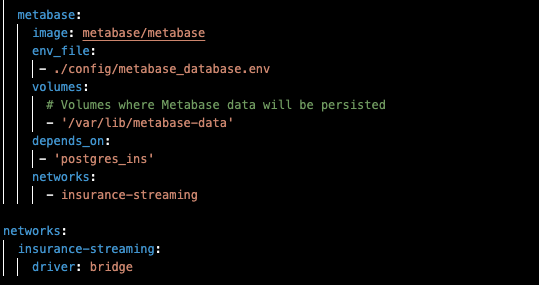 metabase:
image: metabase/metabase
env_file:
- ./config/metabase_database.env
volumes:
# Volumes where Metabase data will be persisted
- '/var/lib/metabase-data'
depends_on:
- 'postgres_ins'
networks:
- insurance-streaming
networks:
insurance-streaming:
driver: bridge